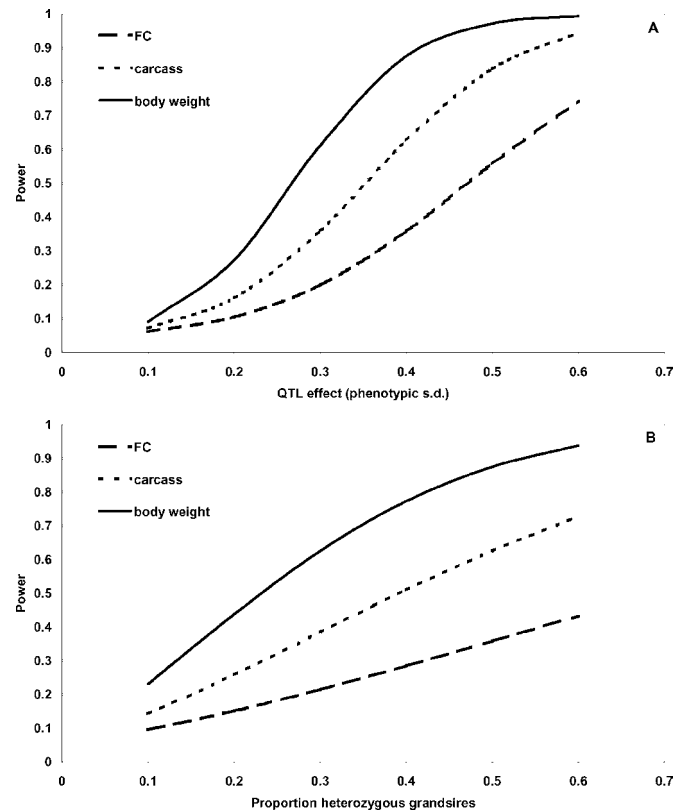 1
A
FC
0.9
carcass
0.8
body weight
0.7
0.6
Power
0.5
0.4
0.3
0.2
0.1
0
0 0.1 0.2 0.3 0.4 0.5 0.6 0.7
QTL effect (phenotypic s.d.)
1
B
FC
0.9
carcass
0.8
body weight
0.7
0.6
Power
0.5
0.4
0.3
0.2
0.1
0
0 0.1 0.2 0.3 0.4 0.5 0.6 0.7
Proportion heterozygous grandsires